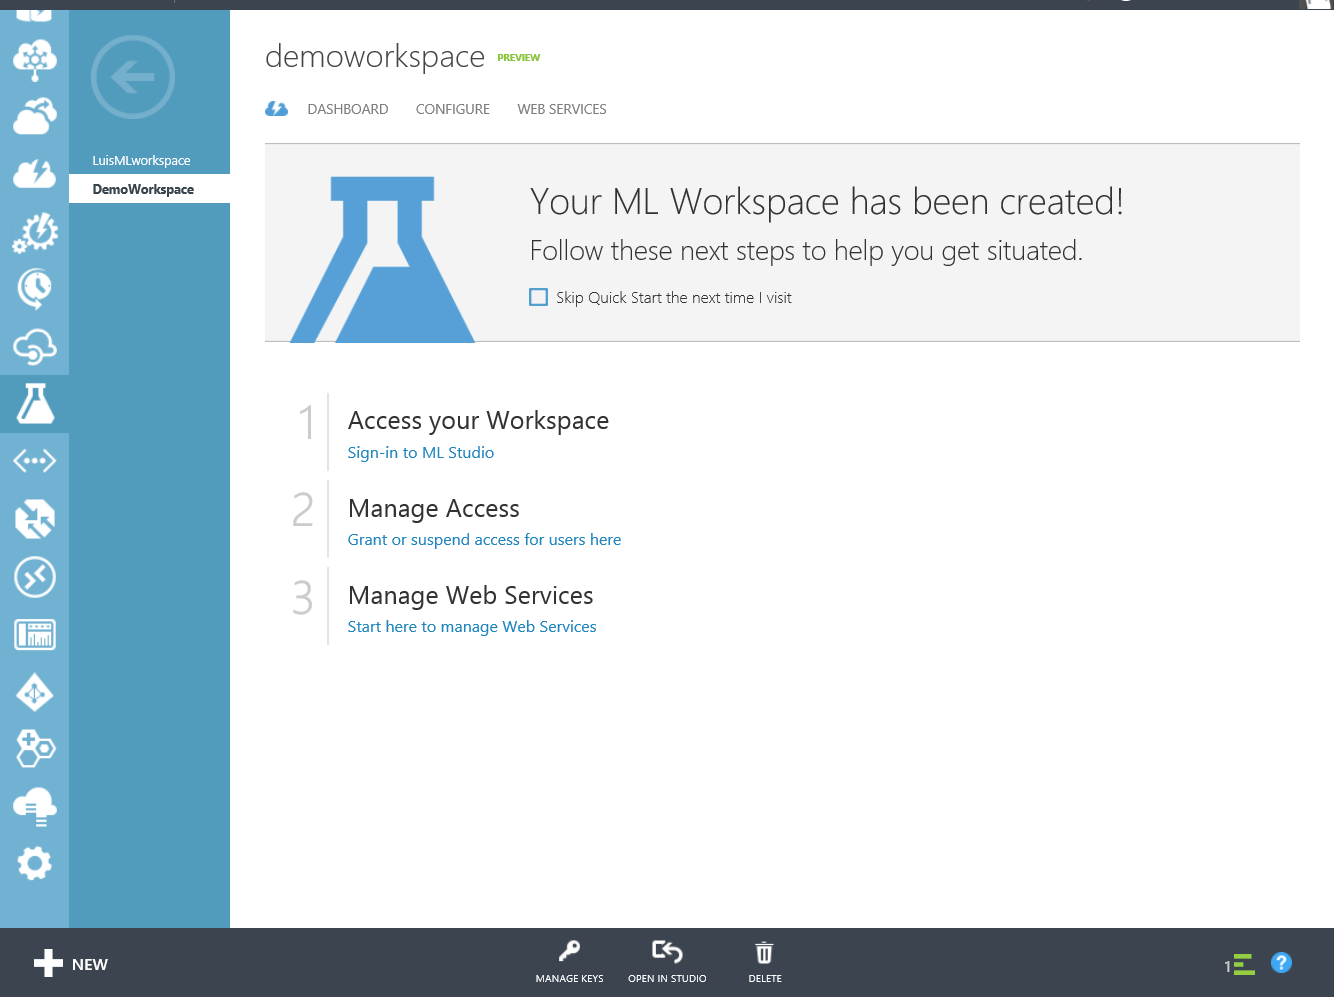 demoworkspace PREVIEW
DASHBOARD CONFIGURE WEB SERVICES
LuisMLworkspace
DemoWorkspace
Your ML Workspace has been created!
Follow these next steps to help you get situated.
Skip Quick Start the next time I visit
1 Access your Workspace
Sign-in to ML Studio
2 Manage Access
Grant or suspend access for users here
3 Manage Web Services
Start here to manage Web Services
NEW
MANAGE KEYS
OPEN IN STUDIO
DELETE
1
?